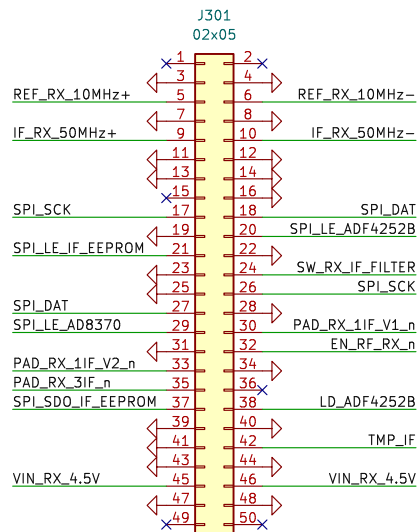 J301
02x05
1 2
3 4
REF_RX_10MHz+ 5 6 REF_RX_10MHz-
7 8
IF_RX_50MHz+ 9 10 IF_RX_50MHz-
11 12
13 14
15 16
SPI_SCK 17 18 SPI_DAT
19 20 SPI_LE_ADF4252B
SPI_LE_IF_EEPROM 21 22
23 24 SW_RX_IF_FILTER
25 26 SPI_SCK
SPI_DAT 27 28
SPI_LE_AD8370 29 30 PAD_RX_1IF_V1_n
31 32 EN_RF_RX_n
PAD_RX_1IF_V2_n 33 34
PAD_RX_3IF_n 35 36
SPI_SDO_IF_EEPROM 37 38 LD_ADF4252B
39 40
41 42 TMP_IF
43 44
VIN_RX_4.5V 45 46 VIN_RX_4.5V
47 48
49 50